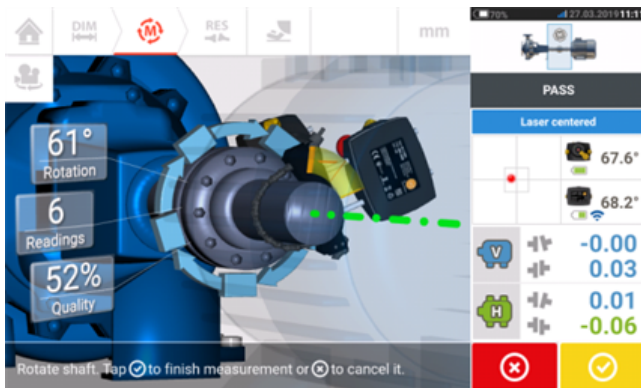 DIM
M
RES
mm
70%
27.03.2019 11:11
61°
Rotation
6
Readings
52%
Quality
Rotate shaft. Tap to finish measurement or to cancel it.
PASS
Laser centered
67.6°
68.2°
V
-0.00
0.03
H
0.01
-0.06